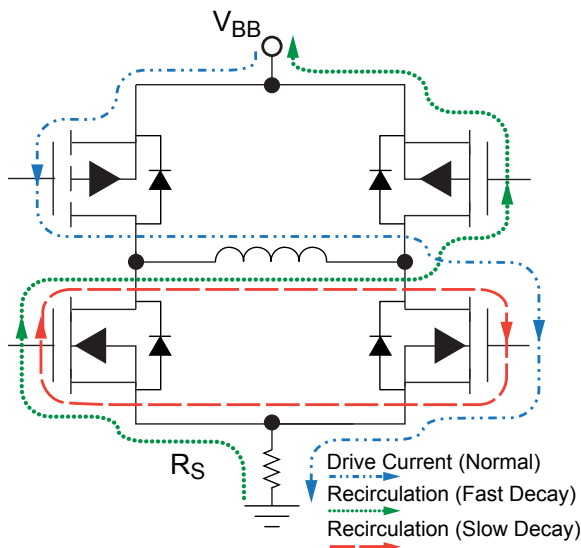 VBB
RS
Drive Current (Normal)
Recirculation (Fast Decay)
Recirculation (Slow Decay)